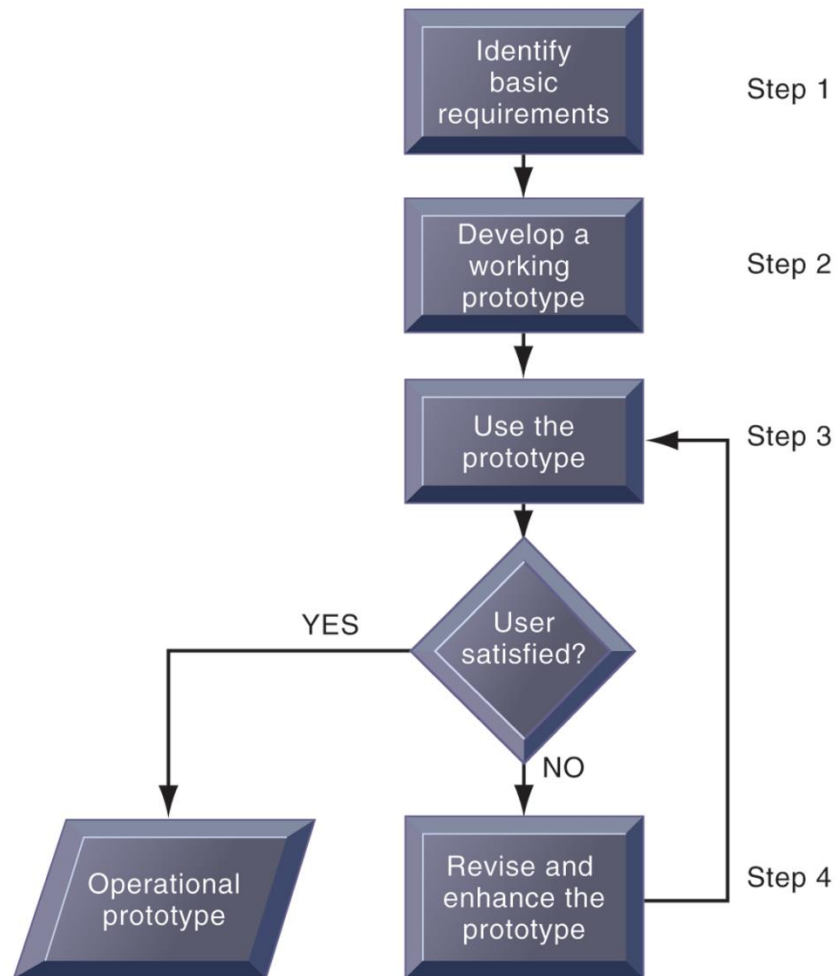 Identify
basic
requirements
Step 1
Develop a
working
prototype
Step 2
Use the
prototype
Step 3
User
satisfied?
YES
NO
Operational
prototype
Revise and
enhance the
prototype
Step 4